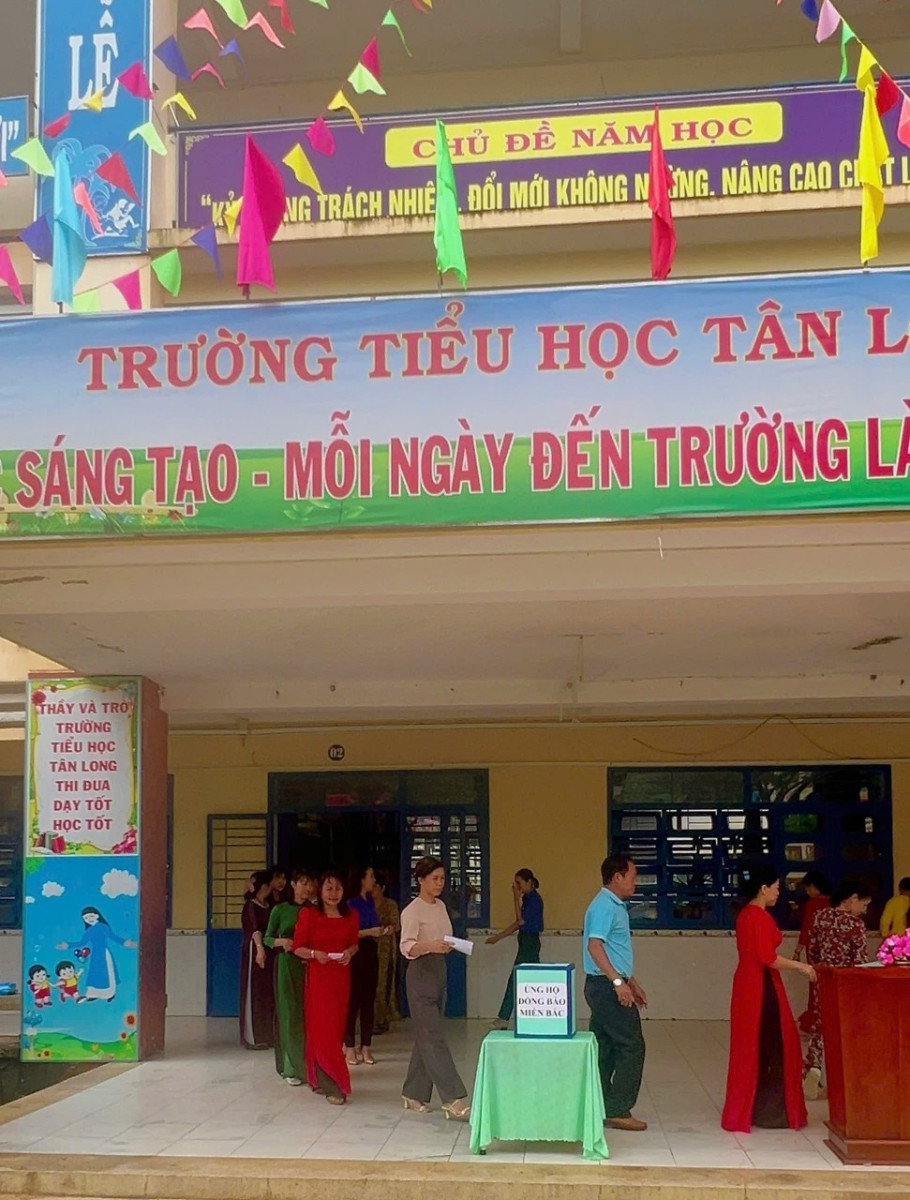 LỄ
CHỦ ĐỀ NĂM HỌC
TRÁCH NHIỆM. ĐỔI MỚI KHÔNG NGỪNG. NÂNG CAO CHẤT
TRƯỜNG TIỂU HỌC TÂN L
SÁNG TẠO - MỖI NGÀY ĐẾN TRƯỜNG LÀ
THẦY VÀ TRÒ
TRƯỜNG
TIỂU HỌC
TÂN LONG
THI ĐUA
DẠY TỐT
HỌC TỐT
02
ỦNG HỘ
ĐỒNG BÀO
MIỀN BẮC